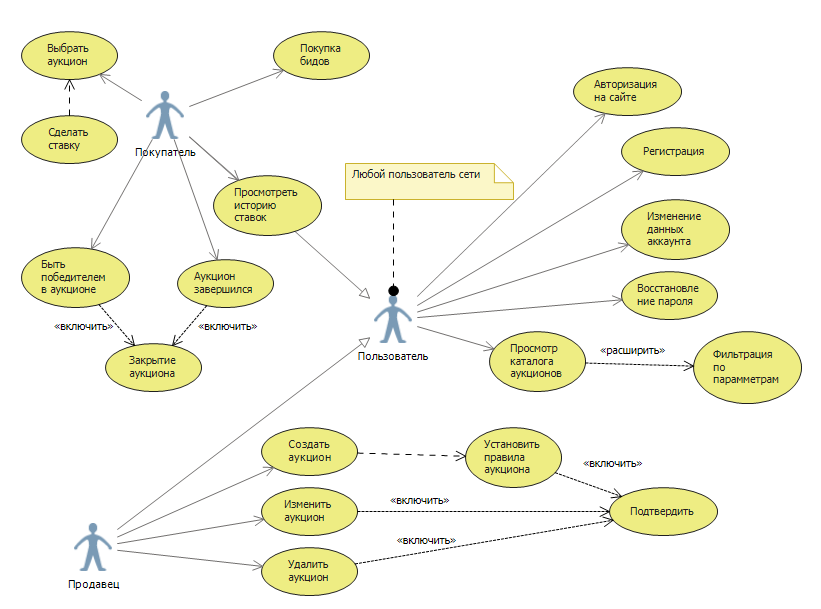 Выбрать
аукцион
Покупка
бидов
Авторизация
на сайте
Сделать
ставку
Покупатель
Регистрация
Любой пользователь сети
Просмотреть
историю
ставок
Изменение
данных
аккаунта
Быть
победителем
в аукционе
Аукцион
завершился
Восстановле
ние пароля
«включить»
«включить»
Пользователь
Закрытие
аукциона
Просмотр
каталога
аукционов
«расширить»
Фильтрация
по
парамметрам
Создать
аукцион
Установить
правила
аукциона
«включить»
Изменить
аукцион
«включить»
Подтвердить
«включить»
Удалить
аукцион
Продавец